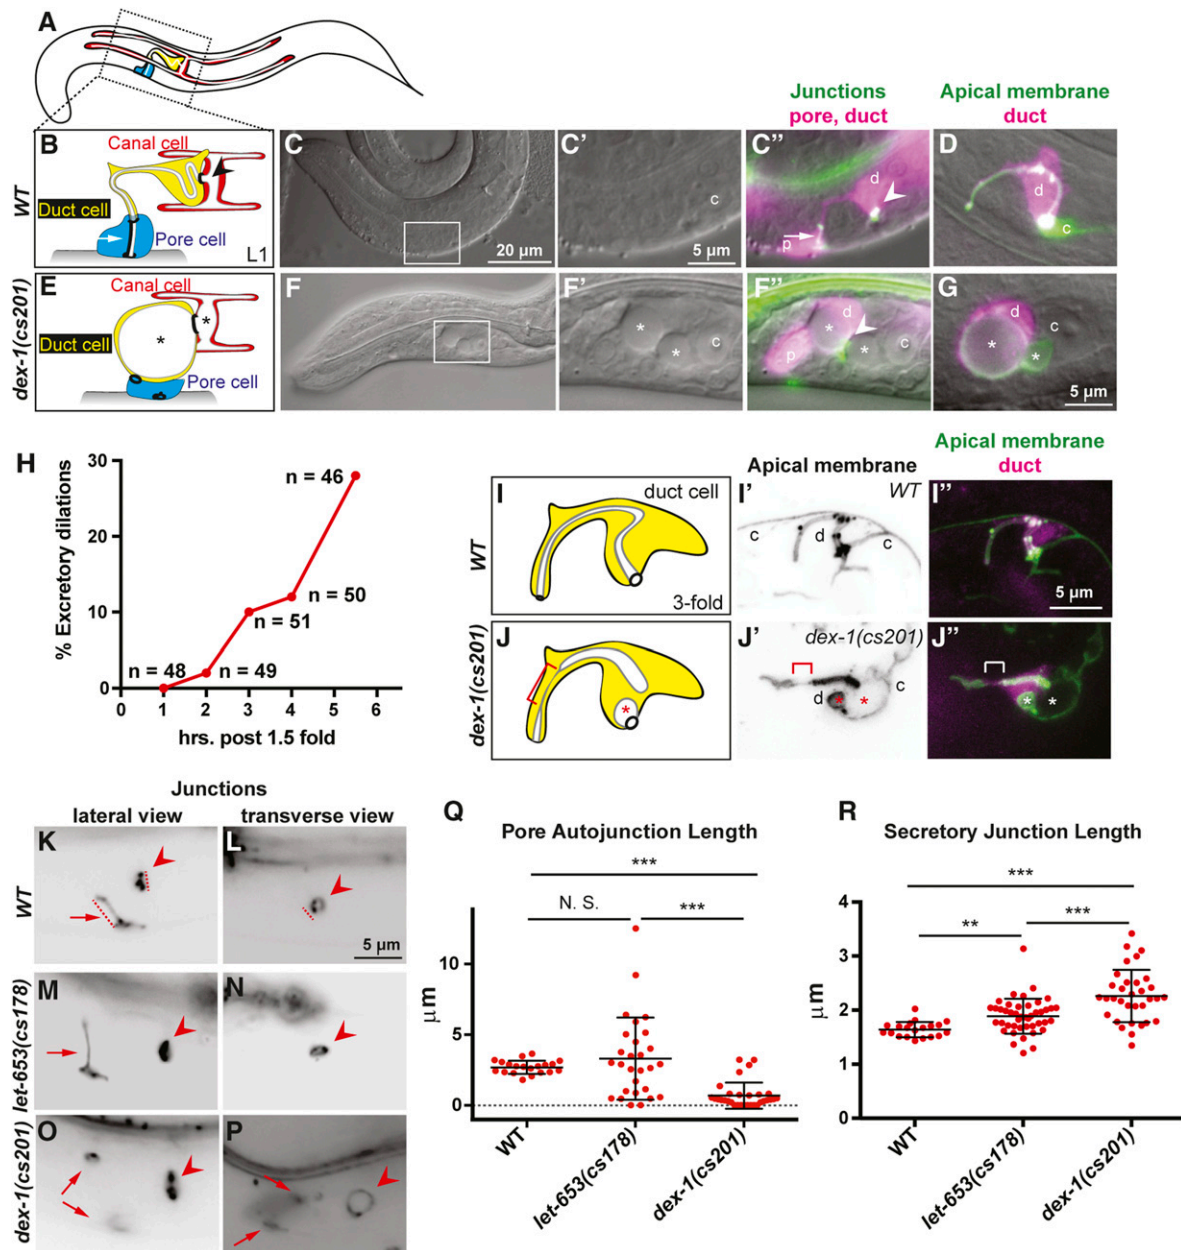 A
Junctions
pore, duct
Apical membrane
duct
WT
B
Canal cell
Duct cell
Pore cell
L1
C
20 μm
C'
c
5 μm
C"
d
p
D
d
c
dex-1(cs201)
E
Canal cell
*
*
Duct cell
Pore cell
F
F'
*
*
c
F"
d
*
*
p
c
G
d
c
*
*
5 μm
H
% Excretory dilations
30
20
10
0
0 1 2 3 4 5 6
hrs. post 1.5 fold
n = 48
n = 49
n = 51
n = 50
n = 46
Apical membrane
Apical membrane
duct
WT
I
duct cell
3-fold
I'
WT
c
d
c
I"
5 μm
dex-1(cs201)
J
*
J'
dex-1(cs201)
d
*
*
c
J"
*
*
Junctions
lateral view
transverse view
WT
K
L
5 μm
let-653(cs178)
M
N
dex-1(cs201)
O
P
Q
Pore Autojunction Length
***
N. S.
***
μm
10
5
0
WT
let-653(cs178)
dex-1(cs201)
R
Secretory Junction Length
***
**
***
μm
4
3
2
1
0
WT
let-653(cs178)
dex-1(cs201)